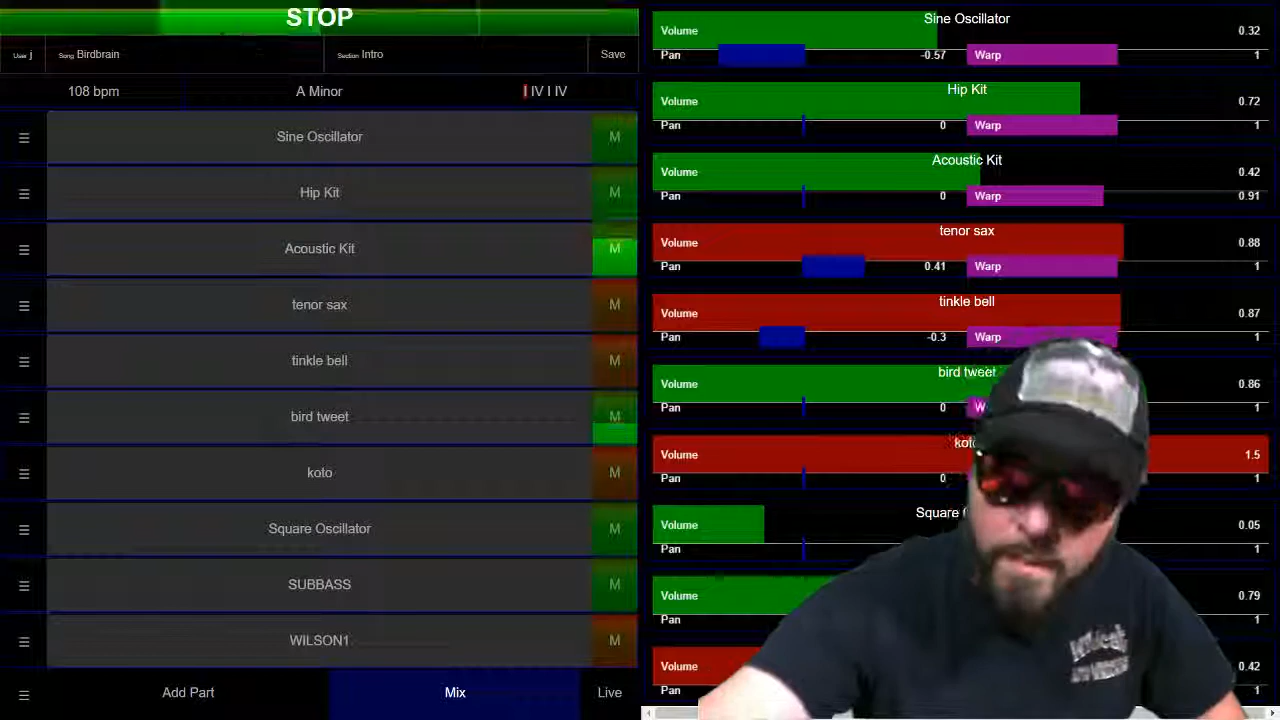 STOP
User j Song Birdbrain Section Intro Save
108 bpm A Minor I IV I IV
☰ Sine Oscillator M
☰ Hip Kit M
☰ Acoustic Kit M
☰ tenor sax M
☰ tinkle bell M
☰ bird tweet M
☰ koto M
☰ Square Oscillator M
☰ SUBBASS M
☰ WILSON1 M
☰ Add Part Mix Live
Sine Oscillator
Volume 0.32
Pan -0.57 Warp 1
Hip Kit
Volume 0.72
Pan 0 Warp 1
Acoustic Kit
Volume 0.42
Pan 0 Warp 0.91
tenor sax
Volume 0.88
Pan 0.41 Warp 1
tinkle bell
Volume 0.87
Pan -0.3 Warp 1
bird tweet
Volume 0.86
Pan 0 W 1
koto
Volume 1.5
Pan 0 1
Square
Volume 0.05
Pan 1
Volume 0.79
Pan 1
Volume 0.42
Pan 1